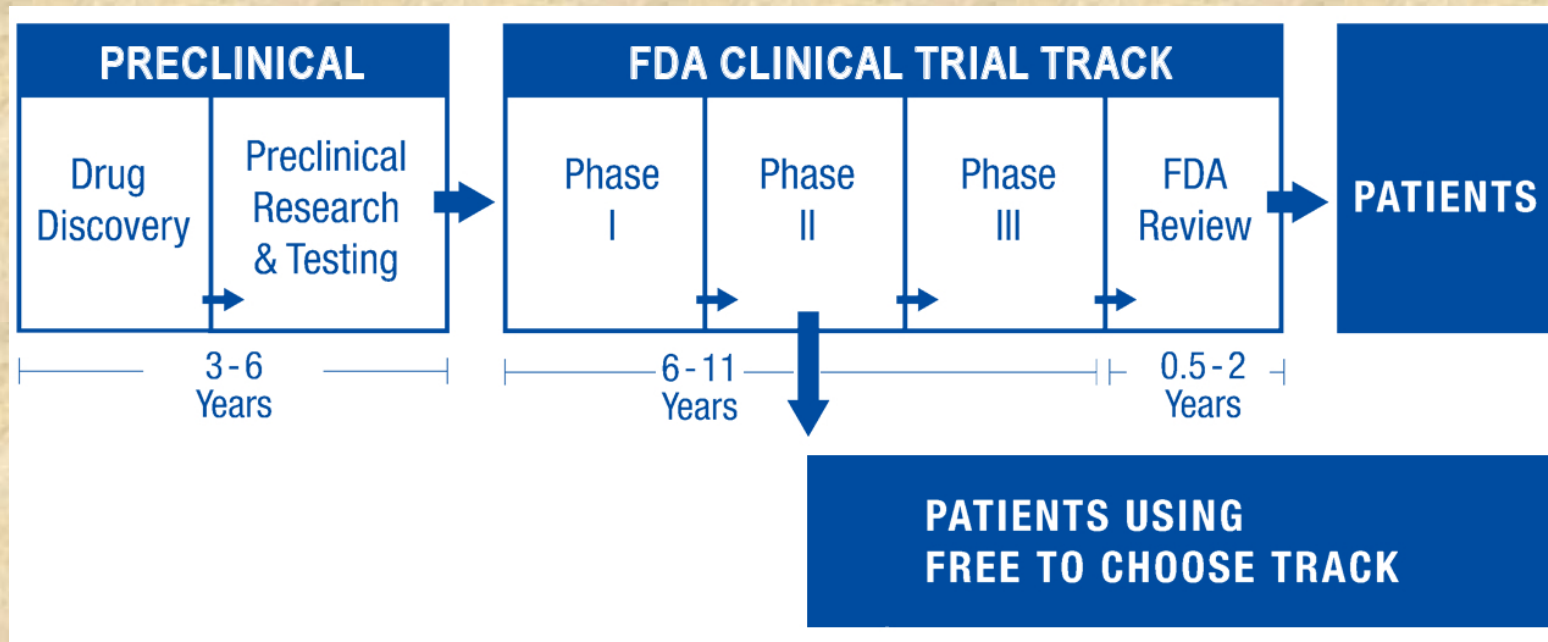 PRECLINICAL
Drug
Discovery
Preclinical
Research
& Testing
3-6
Years
FDA CLINICAL TRIAL TRACK
Phase
I
Phase
II
Phase
III
FDA
Review
6-11
Years
0.5-2
Years
PATIENTS
PATIENTS USING
FREE TO CHOOSE TRACK